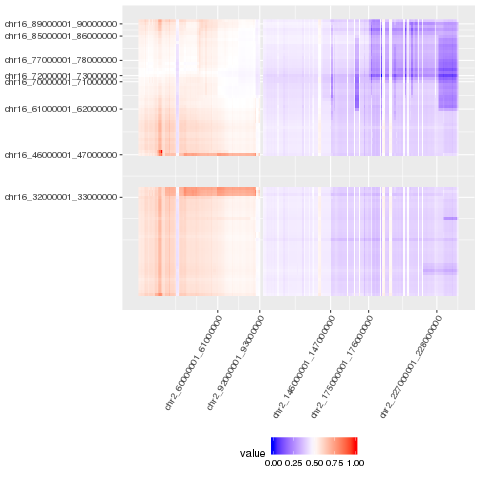 chr16_89000001_90000000
chr16_85000001_86000000
chr16_77000001_78000000
chr16_72000001_73000000
chr16_70000001_71000000
chr16_61000001_62000000
chr16_46000001_47000000
chr16_32000001_33000000
chr2_60000001_61000000
chr2_92000001_93000000
chr2_146000001_147000000
chr2_175000001_176000000
chr2_227000001_228000000
value
0.00 0.25 0.50 0.75 1.00